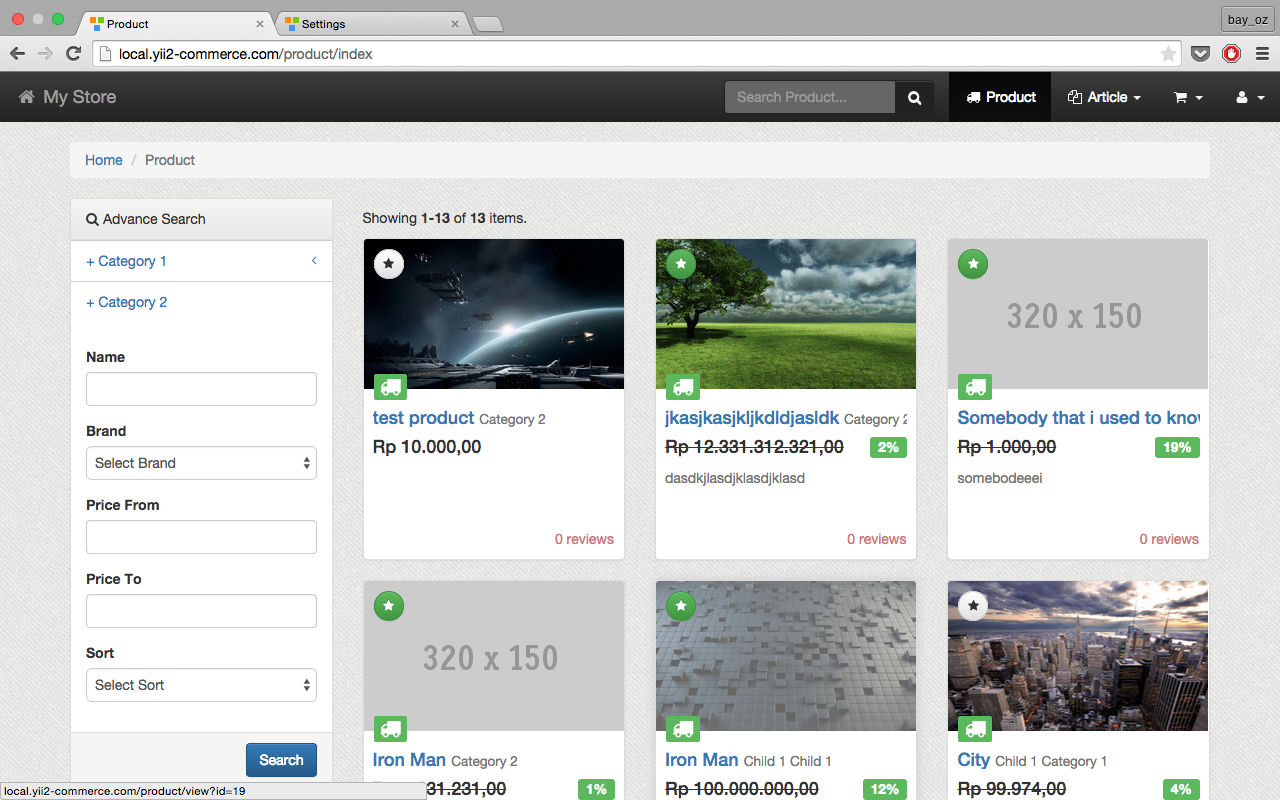 Product
Settings
bay_oz
local.yii2-commerce.com/product/index
My Store
Search Product...
Product
Article
Home / Product
Advance Search
+ Category 1
+ Category 2
Name
Brand
Select Brand
Price From
Price To
Sort
Select Sort
Search
Showing 1-13 of 13 items.
test product Category 2
Rp 10.000,00
0 reviews
jkasjkasjkljkdldjasldk Category 2
Rp 12.331.312.321,00
2%
dasdkjlasdjklasdjklasd
0 reviews
320 x 150
Somebody that i used to know
Rp 1.000,00
19%
somebodeeei
0 reviews
320 x 150
Iron Man Category 2
31.231,00
1%
Iron Man Child 1 Child 1
Rp 100.000.000,00
12%
City Child 1 Category 1
Rp 99.974,00
4%
local.yii2-commerce.com/product/view?id=19